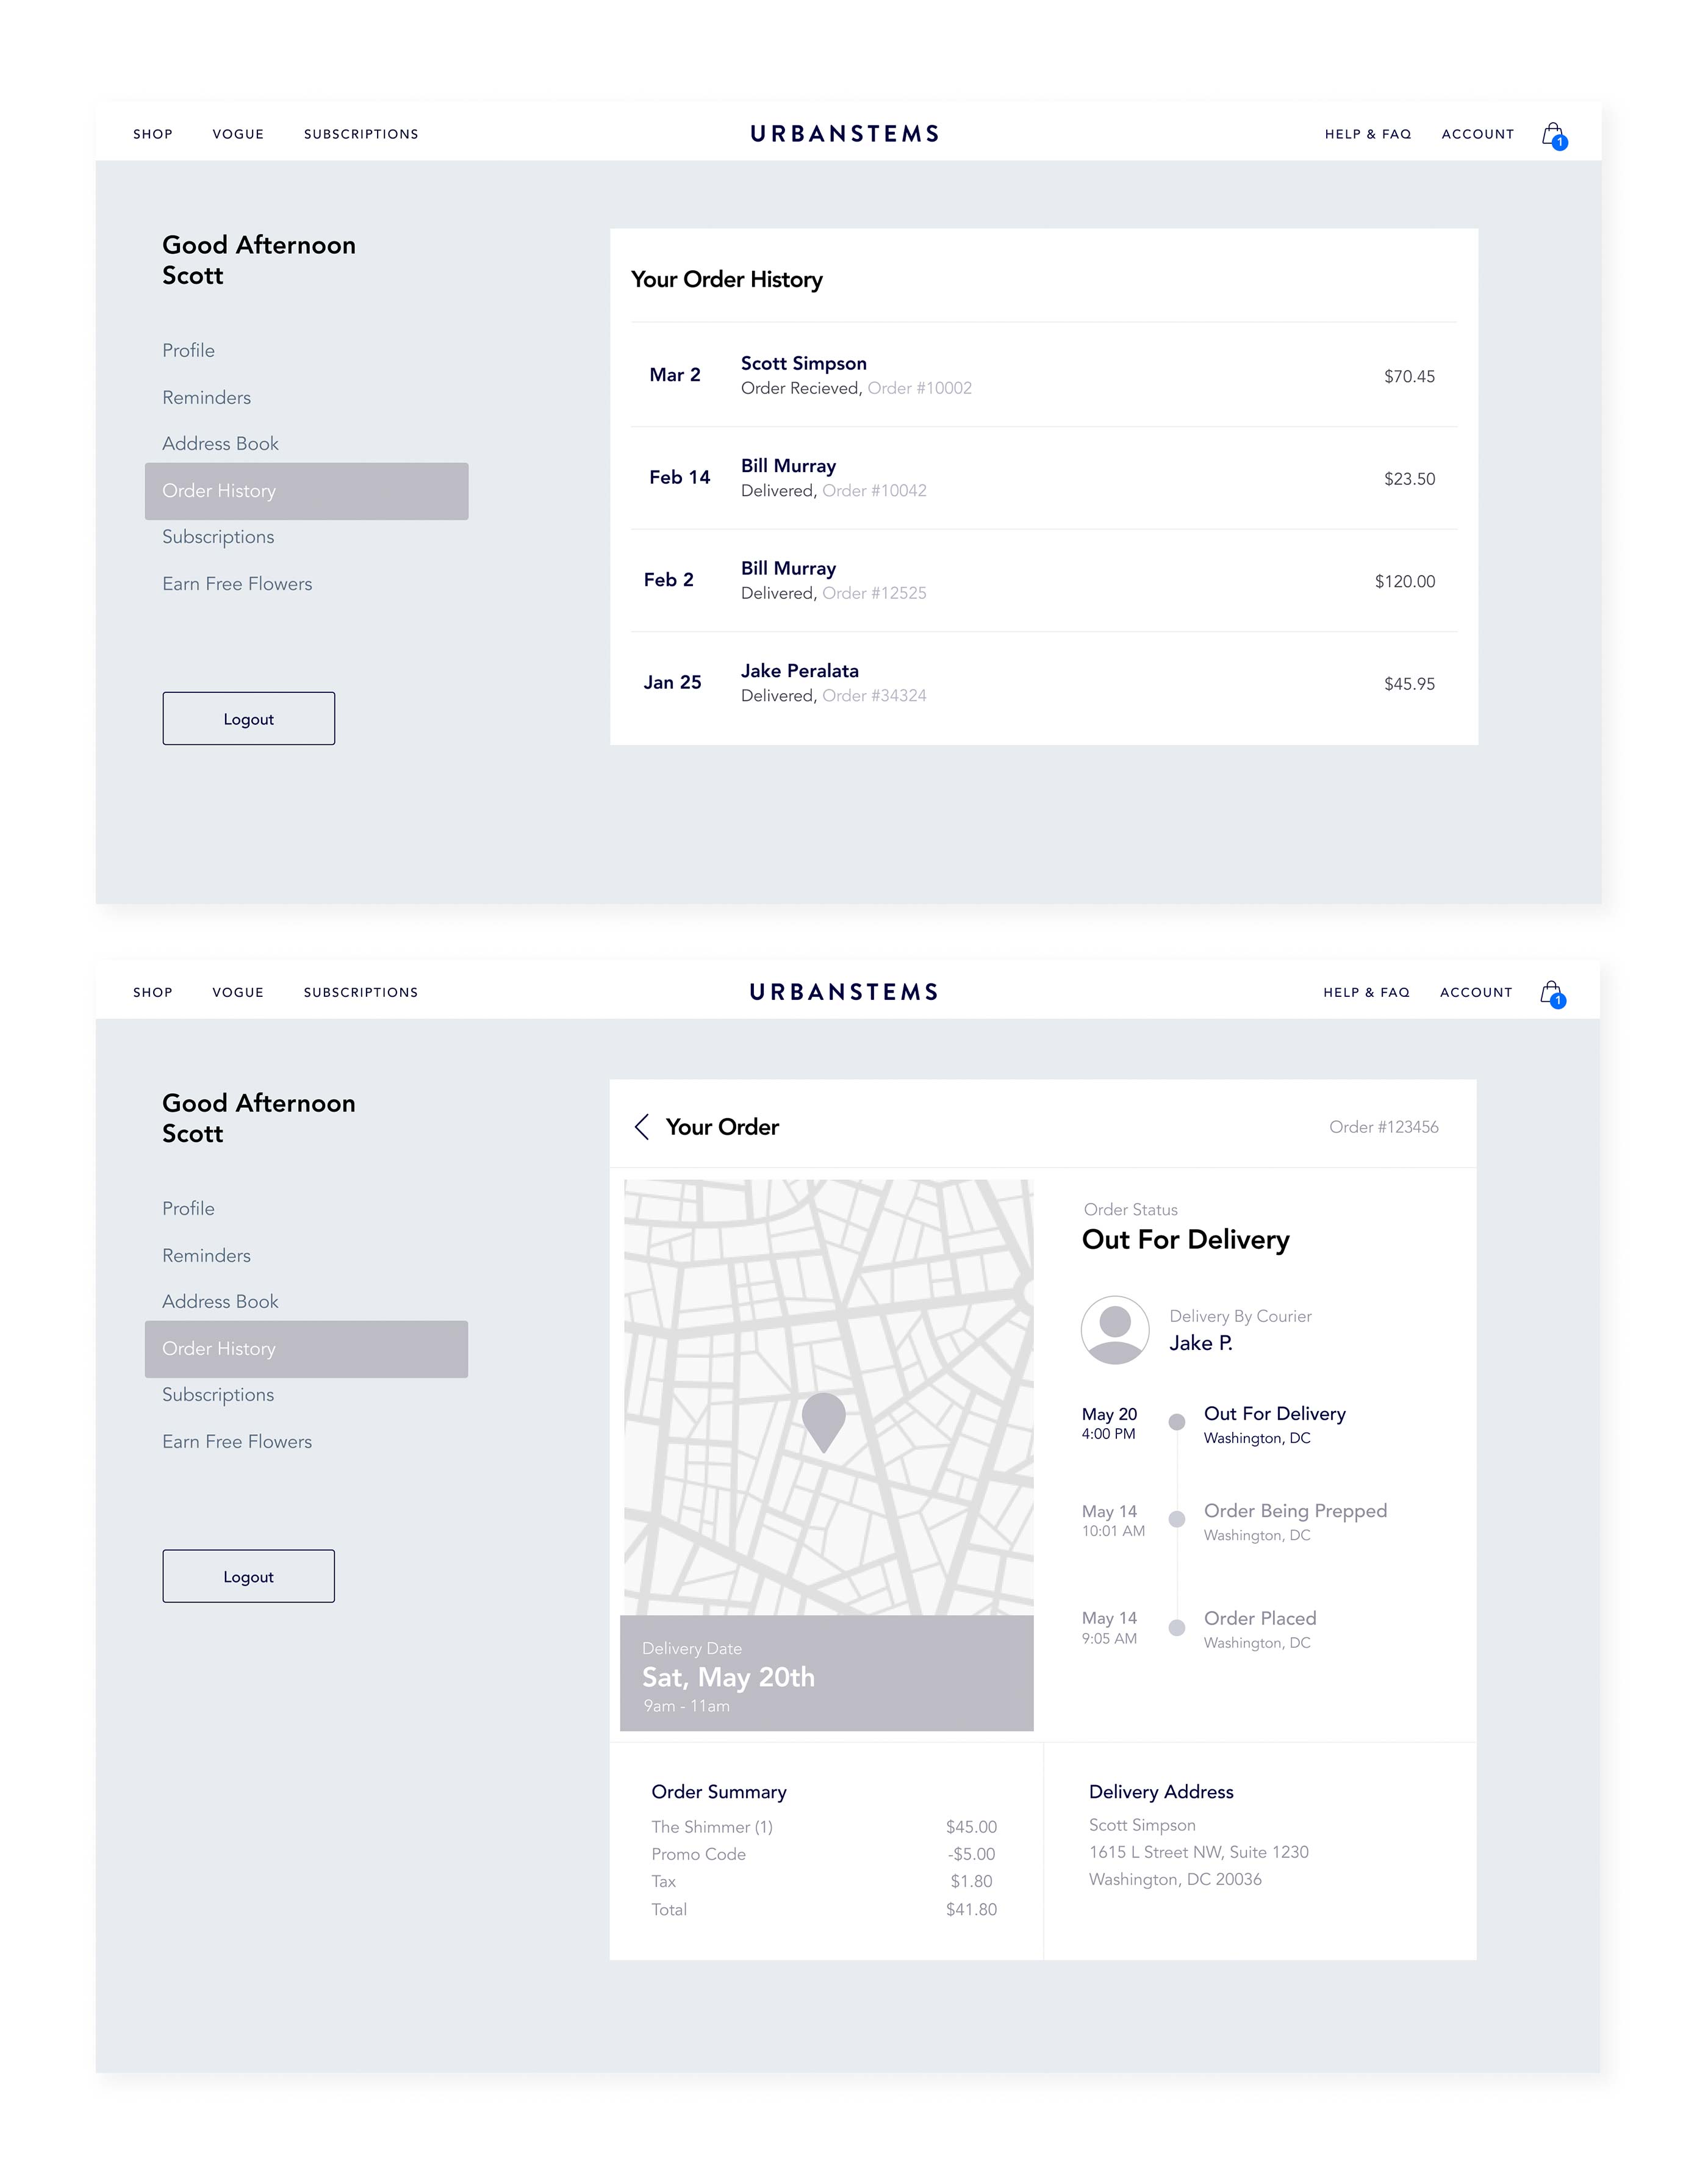 SHOP VOGUE SUBSCRIPTIONS URBANSTEMS HELP & FAQ ACCOUNT 1
Good Afternoon
Scott
Profile
Reminders
Address Book
Order History
Subscriptions
Earn Free Flowers
Logout
Your Order History
Mar 2
Scott Simpson
Order Recieved, Order #10002
$70.45
Feb 14
Bill Murray
Delivered, Order #10042
$23.50
Feb 2
Bill Murray
Delivered, Order #12525
$120.00
Jan 25
Jake Peralata
Delivered, Order #34324
$45.95
SHOP VOGUE SUBSCRIPTIONS URBANSTEMS HELP & FAQ ACCOUNT 1
Good Afternoon
Scott
Profile
Reminders
Address Book
Order History
Subscriptions
Earn Free Flowers
Logout
Your Order Order #123456
Delivery Date
Sat, May 20th
9am - 11am
Order Status
Out For Delivery
Delivery By Courier
Jake P.
May 20 Out For Delivery
4:00 PM Washington, DC
May 14 Order Being Prepped
10:01 AM Washington, DC
May 14 Order Placed
9:05 AM Washington, DC
Order Summary
The Shimmer (1) $45.00
Promo Code -$5.00
Tax $1.80
Total $41.80
Delivery Address
Scott Simpson
1615 L Street NW, Suite 1230
Washington, DC 20036